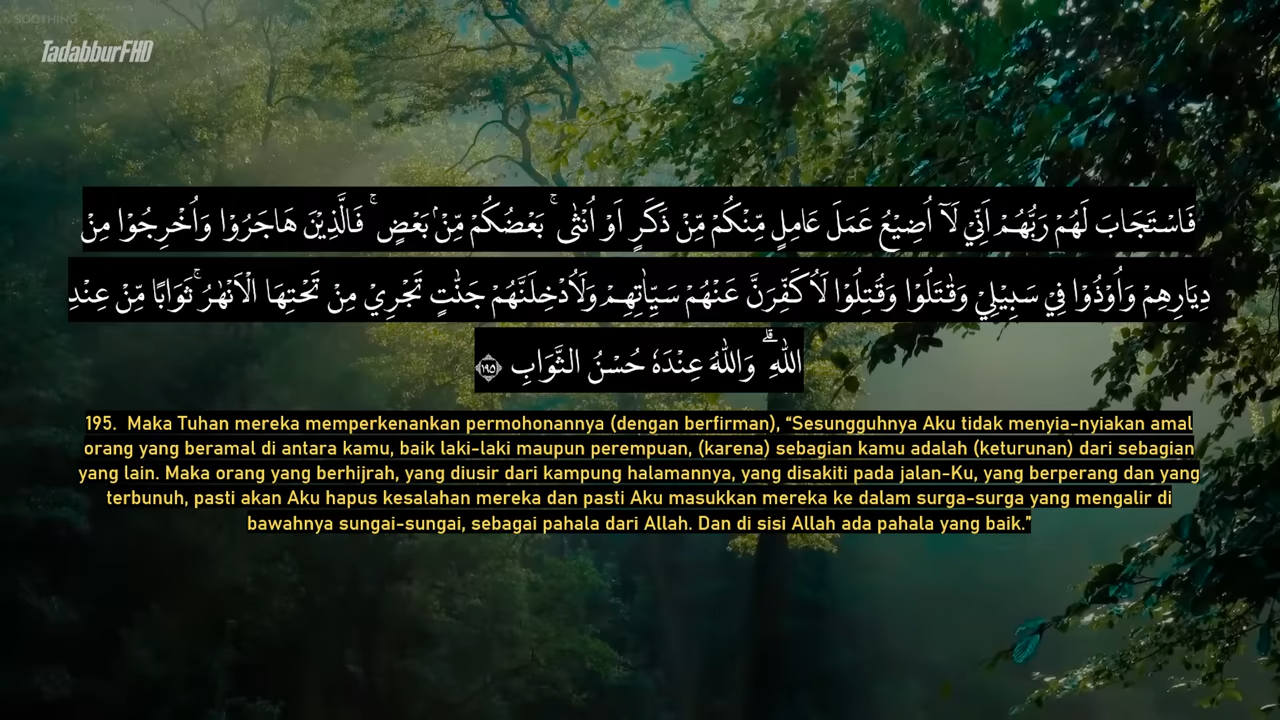 SOOTHING
TadabburFHD
فَاسْتَجَابَ لَهُمْ رَبُّهُمْ اَنِّيْ لَآ اُضِيْعُ عَمَلَ عَامِلٍ مِّنْكُمْ مِّنْ ذَكَرٍ اَوْ اُنْثٰى ۚ بَعْضُكُمْ مِّنْۢ بَعْضٍ ۚ فَالَّذِيْنَ هَاجَرُوْا وَاُخْرِجُوْا مِنْ
دِيَارِهِمْ وَاُوْذُوْا فِيْ سَبِيْلِيْ وَقٰتَلُوْا وَقُتِلُوْا لَاُكَفِّرَنَّ عَنْهُمْ سَيِّاٰتِهِمْ وَلَاُدْخِلَنَّهُمْ جَنّٰتٍ تَجْرِيْ مِنْ تَحْتِهَا الْاَنْهٰرُۚ ثَوَابًا مِّنْ عِنْدِ
اللّٰهِ ۗ وَاللّٰهُ عِنْدَهٗ حُسْنُ الثَّوَابِ ١٩٥
195. Maka Tuhan mereka memperkenankan permohonannya (dengan berfirman), “Sesungguhnya Aku tidak menyia-nyiakan amal
orang yang beramal di antara kamu, baik laki-laki maupun perempuan, (karena) sebagian kamu adalah (keturunan) dari sebagian
yang lain. Maka orang yang berhijrah, yang diusir dari kampung halamannya, yang disakiti pada jalan-Ku, yang berperang dan yang
terbunuh, pasti akan Aku hapus kesalahan mereka dan pasti Aku masukkan mereka ke dalam surga-surga yang mengalir di
bawahnya sungai-sungai, sebagai pahala dari Allah. Dan di sisi Allah ada pahala yang baik.”